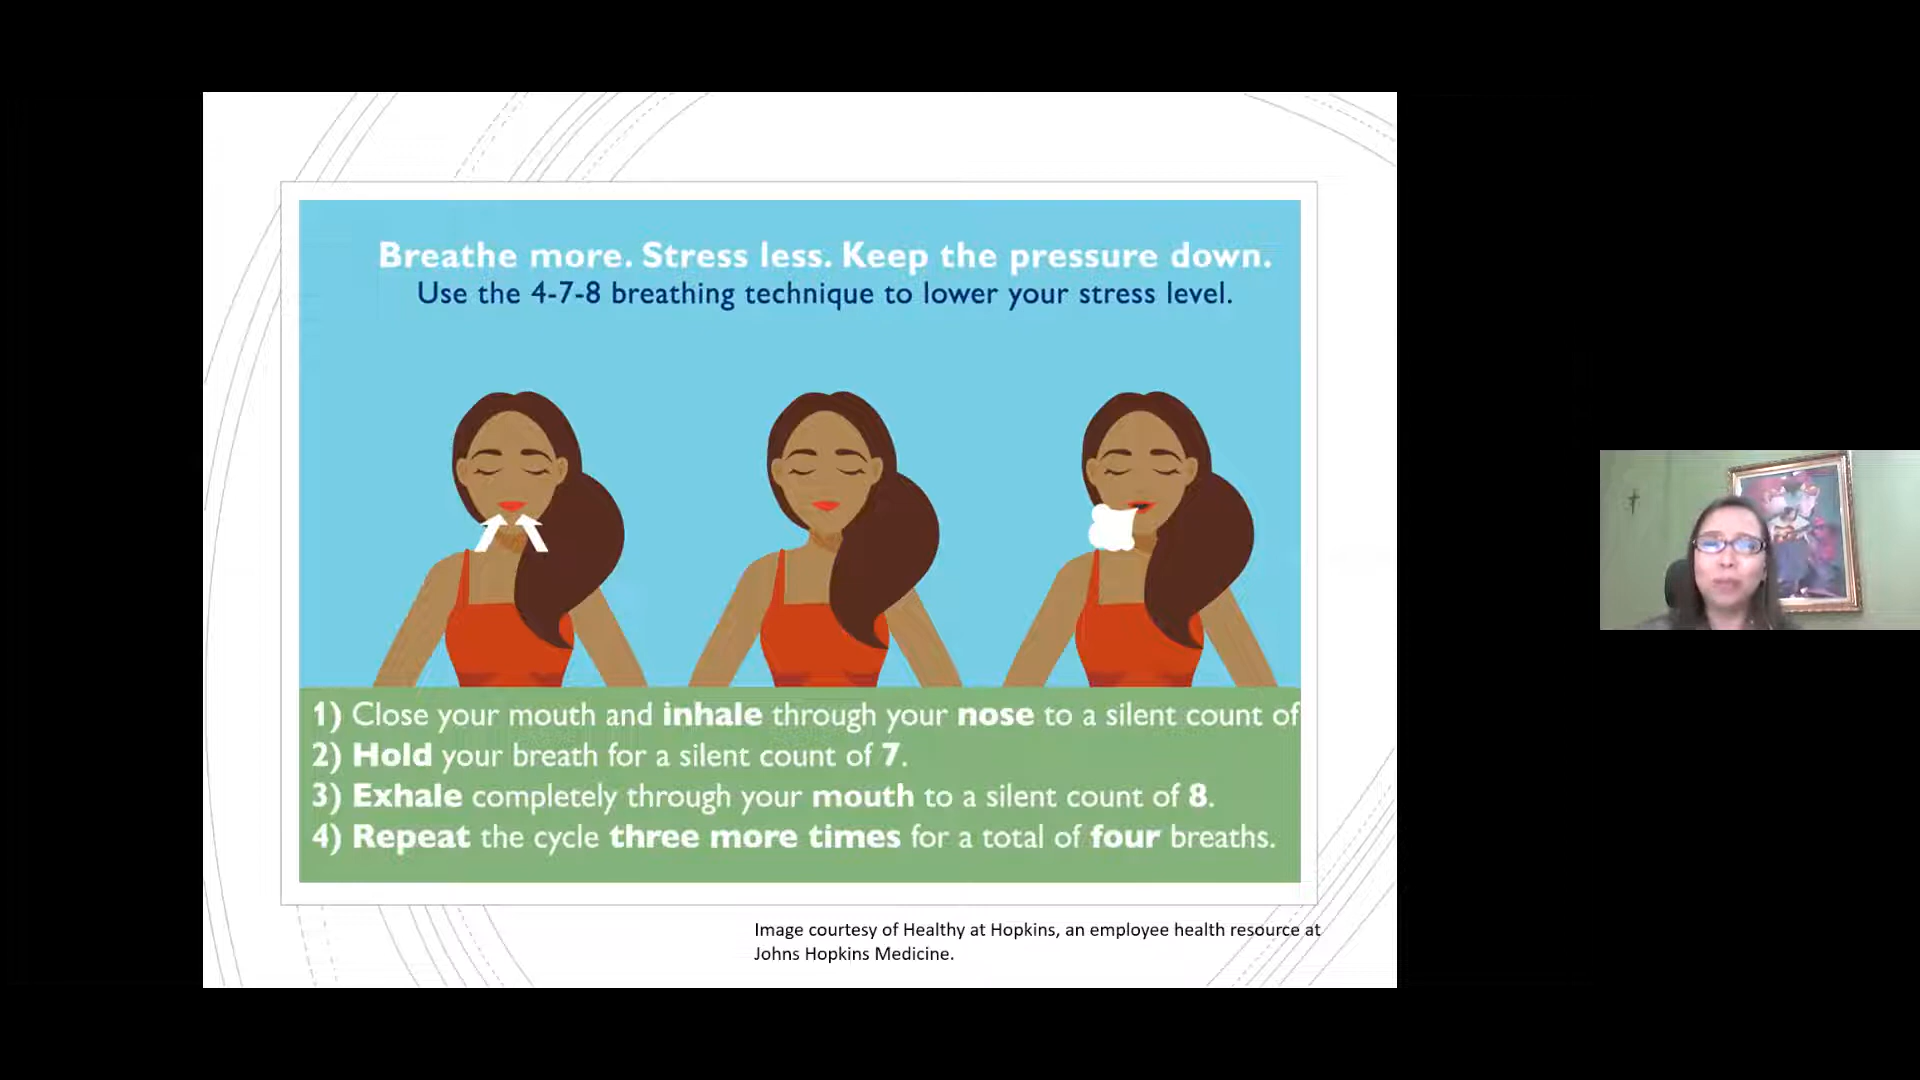 Breathe more. Stress less. Keep the pressure down.
Use the 4-7-8 breathing technique to lower your stress level.
1) Close your mouth and inhale through your nose to a silent count of
2) Hold your breath for a silent count of 7.
3) Exhale completely through your mouth to a silent count of 8.
4) Repeat the cycle three more times for a total of four breaths.
Image courtesy of Healthy at Hopkins, an employee health resource at
Johns Hopkins Medicine.